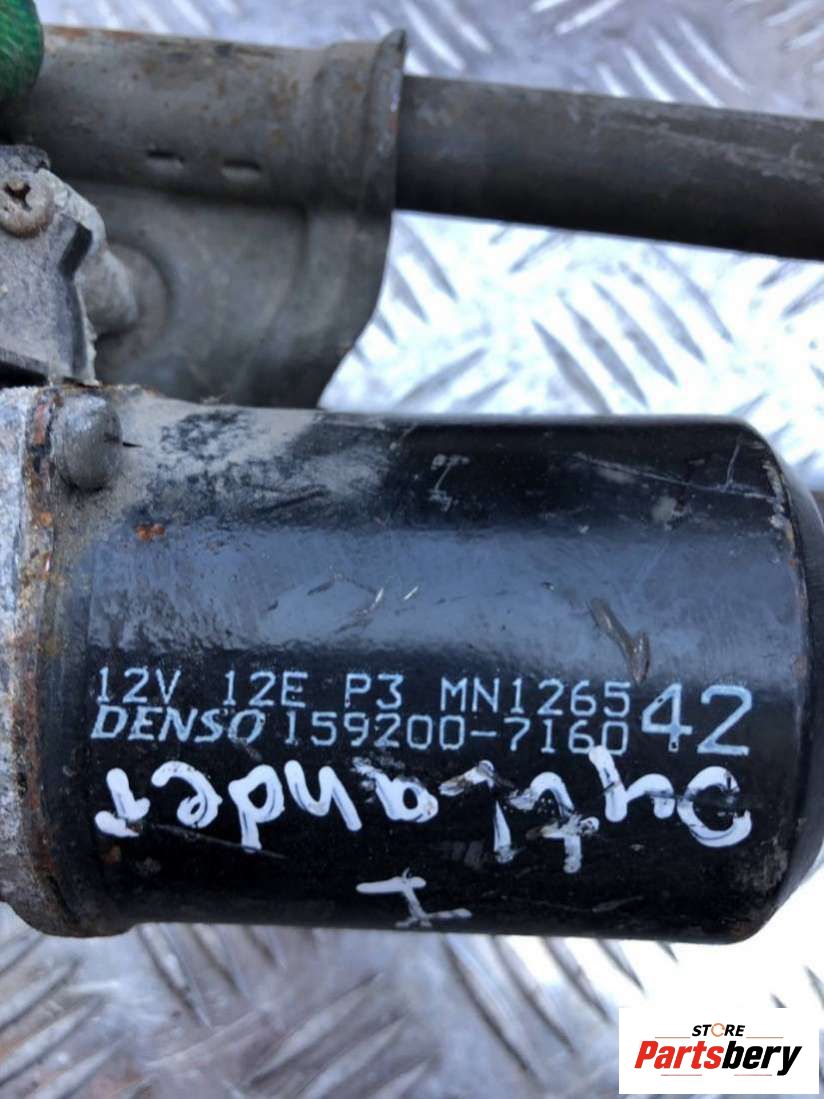 12V 12E P3 MN126542
DENSO 159200-7160
Outlander
I
STORE
Partsbery